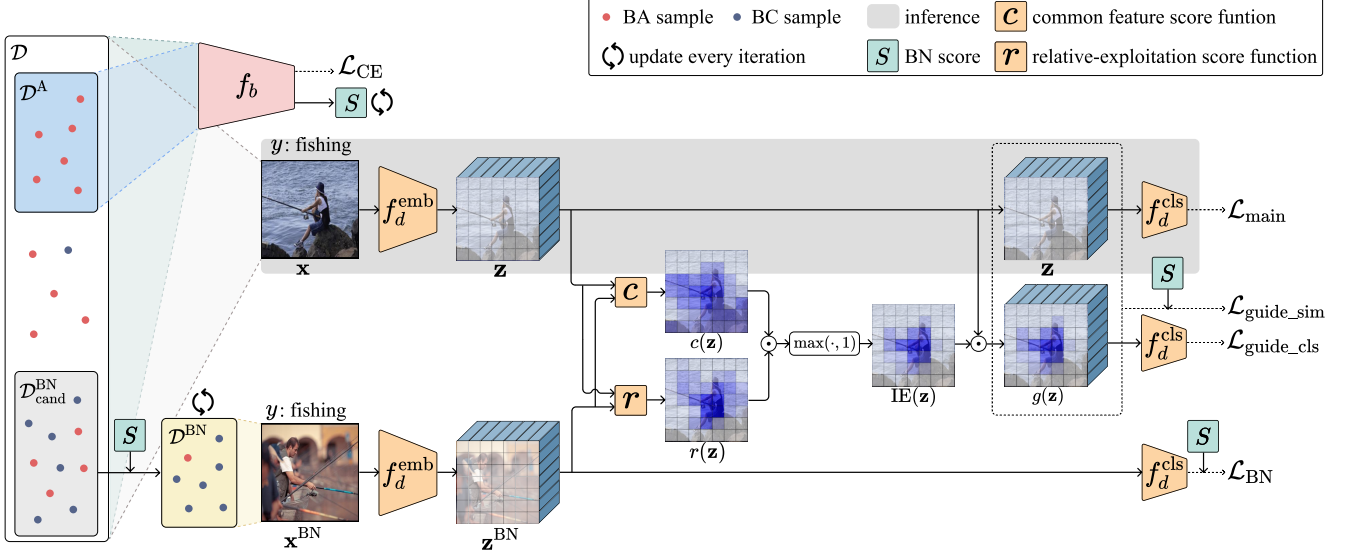 BA sample
BC sample
inference
c
common feature score funtion
update every iteration
S
BN score
r
relative-exploitation score function
𝒟
𝒟^A
f_b
ℒ_CE
S
y: fishing
x
f_d^emb
z
z
f_d^cls
ℒ_main
c
c(z)
r
r(z)
max(·, 1)
IE(z)
g(z)
S
ℒ_guide_sim
f_d^cls
ℒ_guide_cls
𝒟_cand^BN
S
𝒟^BN
y: fishing
x^BN
f_d^emb
z^BN
f_d^cls
S
ℒ_BN